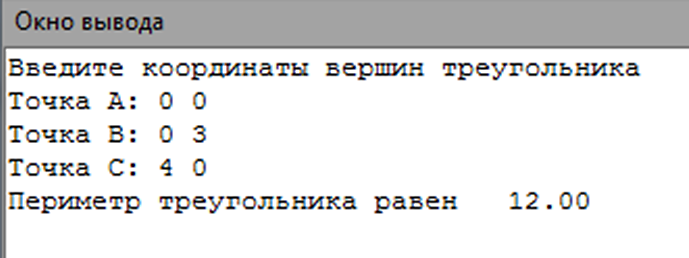 Окно вывода
Введите координаты вершин треугольника
Точка A: 0 0
Точка B: 0 3
Точка C: 4 0
Периметр треугольника равен   12.00